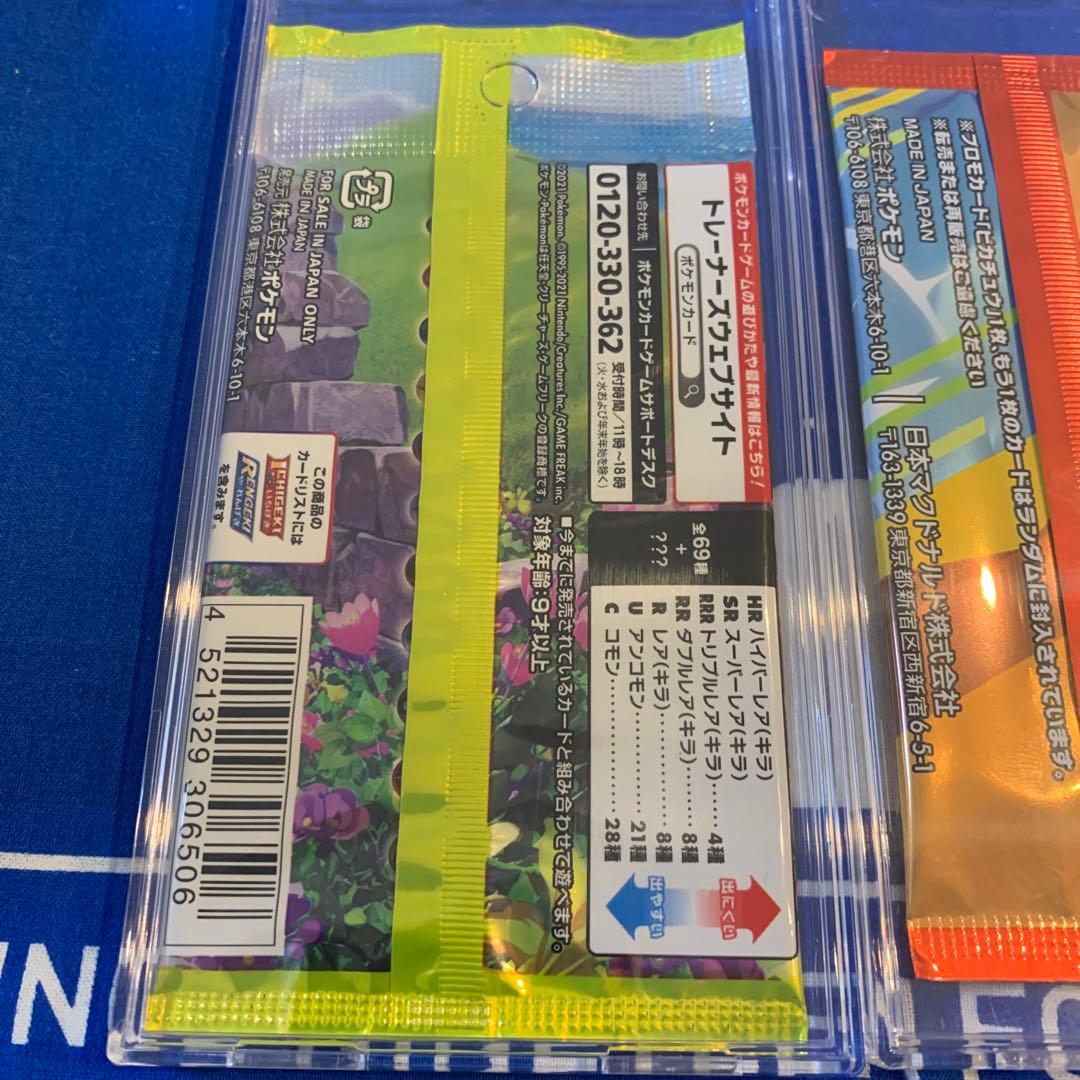 ポケモンカードゲームの遊びかたや最新情報はこちら!
トレーナーズウェブサイト
ポケモンカード
お問い合わせ先
ポケモンカードゲームサポートデスク
0120-330-362
受付時間/11時~18時
(火・水および年末年始を除く)
©2021 Pokémon. ©1995-2021 Nintendo/Creatures Inc./GAME FREAK inc.
ポケモン・Pokémonは任天堂・クリーチャーズ・ゲームフリークの登録商標です。
全69種
+
???
HR ハイパーレア(キラ)
SR スーパーレア(キラ)
RRR トリプルレア(キラ)....4種
RR ダブルレア(キラ)......8種
R レア(キラ)..............8種
U アンコモン..............21種
C コモン..................28種
出にくい
出やすい
■今までに発売されているカードと組み合わせて遊べます。
対象年齢:9才以上
プラ
袋
FOR SALE IN JAPAN ONLY
MADE IN JAPAN
発売元 株式会社ポケモン
〒106-6108 東京都港区六本木6-10-1
この商品の
カードリストには
ICHIGEKI
いちげき
RENGEKI
れんげき
を含みます。
4 521329 306506
※プロモカード「ピカチュウ」1枚、もう1枚のカードはランダムに封入されています。
※転売または再販売はご遠慮ください
MADE IN JAPAN
株式会社ポケモン
〒106-6108 東京都港区六本木6-10-1
日本マクドナルド株式会社
〒163-1339 東京都新宿区西新宿6-5-1